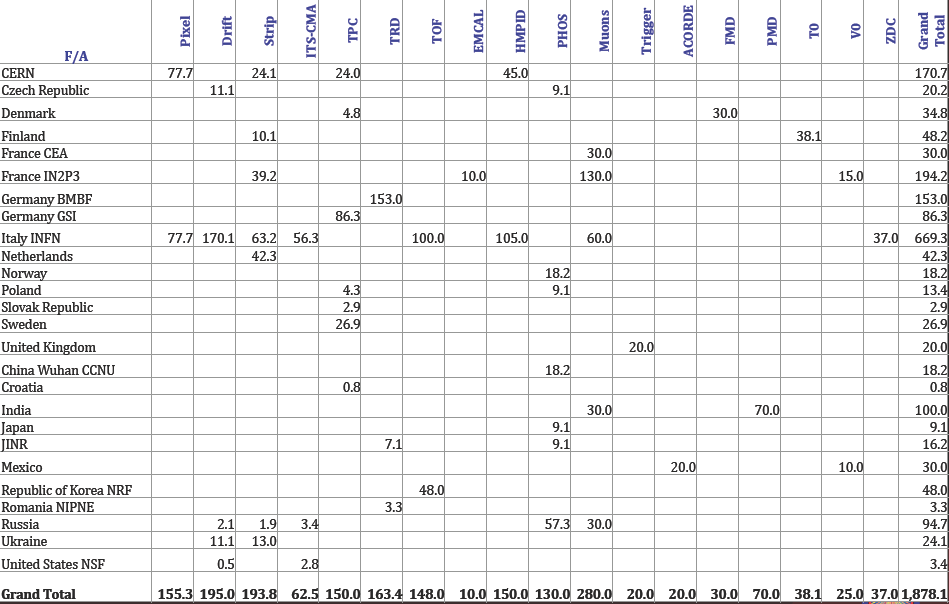 F/A Pixel Drift Strip ITS-CMA TPC TRD TOF EMCAL HMPID PHOS Muons Trigger ACORDE FMD PMD T0 V0 ZDC Grand Total
CERN 77.7 24.1 24.0 45.0 170.7
Czech Republic 11.1 9.1 20.2
Denmark 4.8 30.0 34.8
Finland 10.1 38.1 48.2
France CEA 30.0 30.0
France IN2P3 39.2 10.0 130.0 15.0 194.2
Germany BMBF 153.0 153.0
Germany GSI 86.3 86.3
Italy INFN 77.7 170.1 63.2 56.3 100.0 105.0 60.0 37.0 669.3
Netherlands 42.3 42.3
Norway 18.2 18.2
Poland 4.3 9.1 13.4
Slovak Republic 2.9 2.9
Sweden 26.9 26.9
United Kingdom 20.0 20.0
China Wuhan CCNU 18.2 18.2
Croatia 0.8 0.8
India 30.0 70.0 100.0
Japan 9.1 9.1
JINR 7.1 9.1 16.2
Mexico 20.0 10.0 30.0
Republic of Korea NRF 48.0 48.0
Romania NIPNE 3.3 3.3
Russia 2.1 1.9 3.4 57.3 30.0 94.7
Ukraine 11.1 13.0 24.1
United States NSF 0.5 2.8 3.4
Grand Total 155.3 195.0 193.8 62.5 150.0 163.4 148.0 10.0 150.0 130.0 280.0 20.0 20.0 30.0 70.0 38.1 25.0 37.0 1,878.1